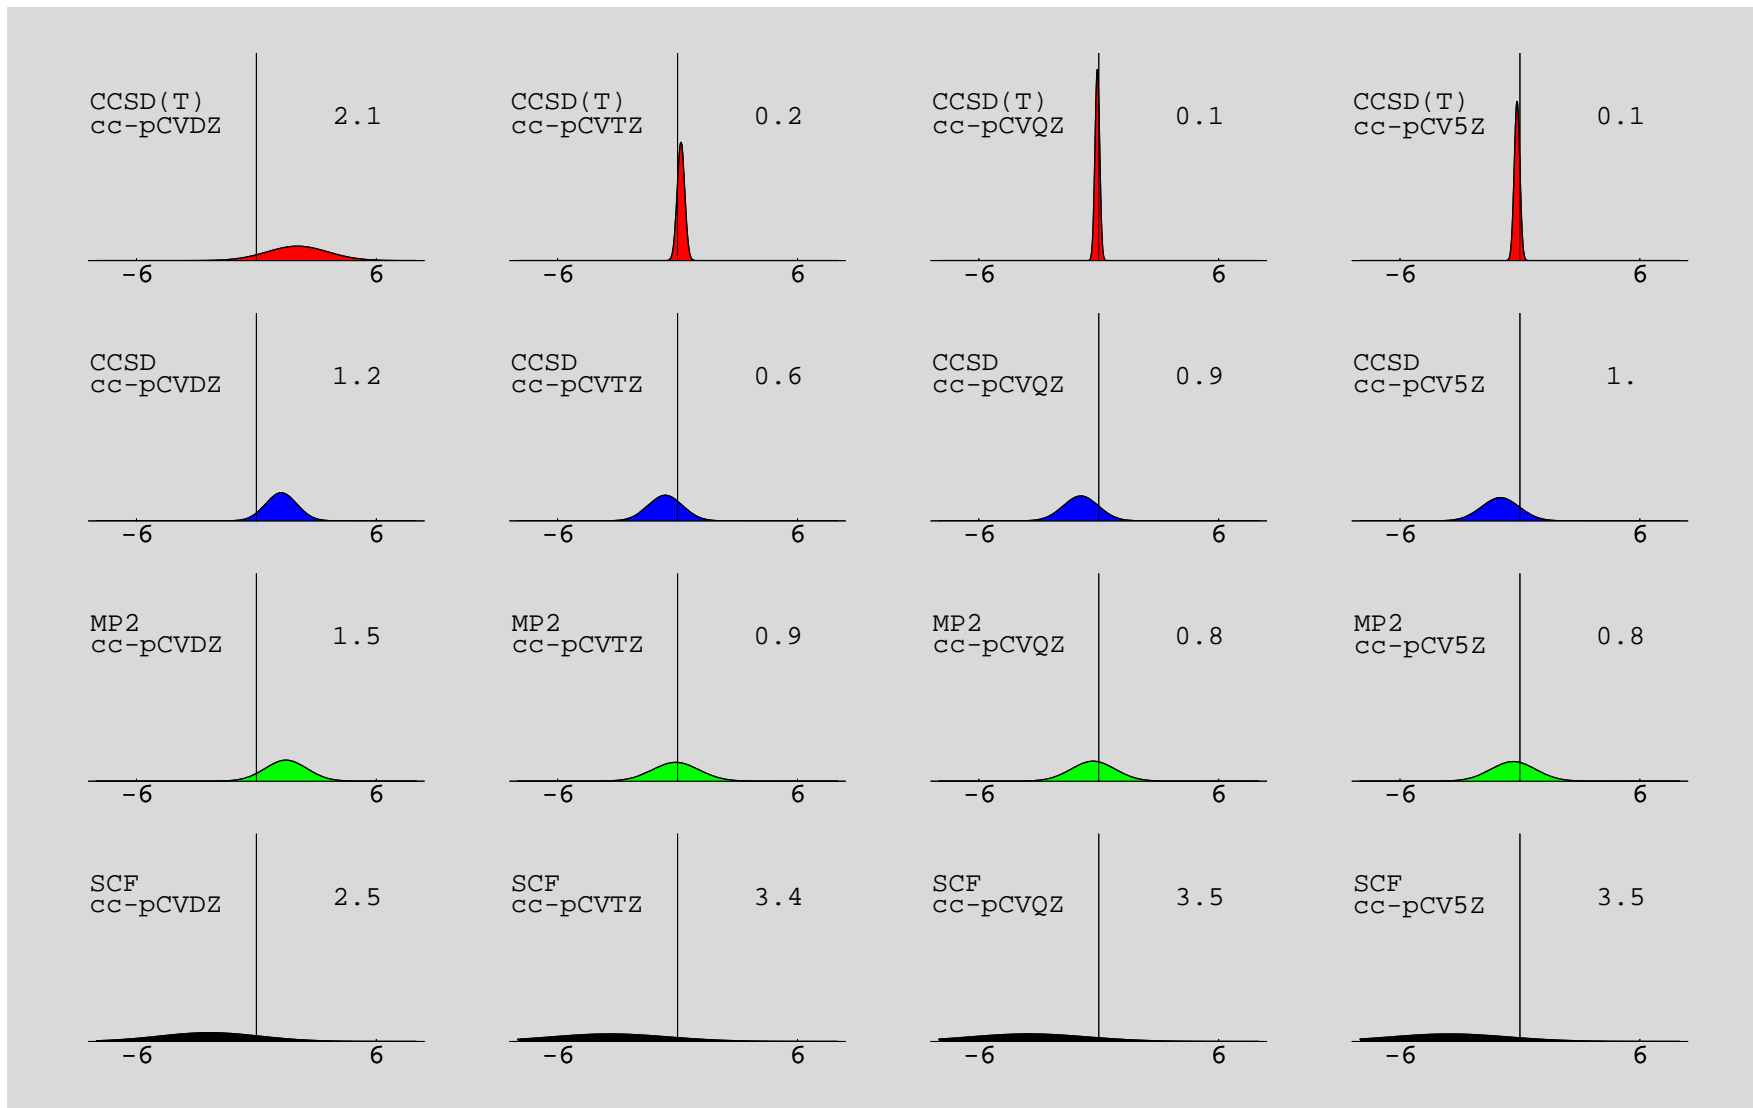 CCSD(T)
cc-pCVDZ
2.1
-6
6
CCSD(T)
cc-pCVTZ
0.2
-6
6
CCSD(T)
cc-pCVQZ
0.1
-6
6
CCSD(T)
cc-pCV5Z
0.1
-6
6
CCSD
cc-pCVDZ
1.2
-6
6
CCSD
cc-pCVTZ
0.6
-6
6
CCSD
cc-pCVQZ
0.9
-6
6
CCSD
cc-pCV5Z
1.
-6
6
MP2
cc-pCVDZ
1.5
-6
6
MP2
cc-pCVTZ
0.9
-6
6
MP2
cc-pCVQZ
0.8
-6
6
MP2
cc-pCV5Z
0.8
-6
6
SCF
cc-pCVDZ
2.5
-6
6
SCF
cc-pCVTZ
3.4
-6
6
SCF
cc-pCVQZ
3.5
-6
6
SCF
cc-pCV5Z
3.5
-6
6